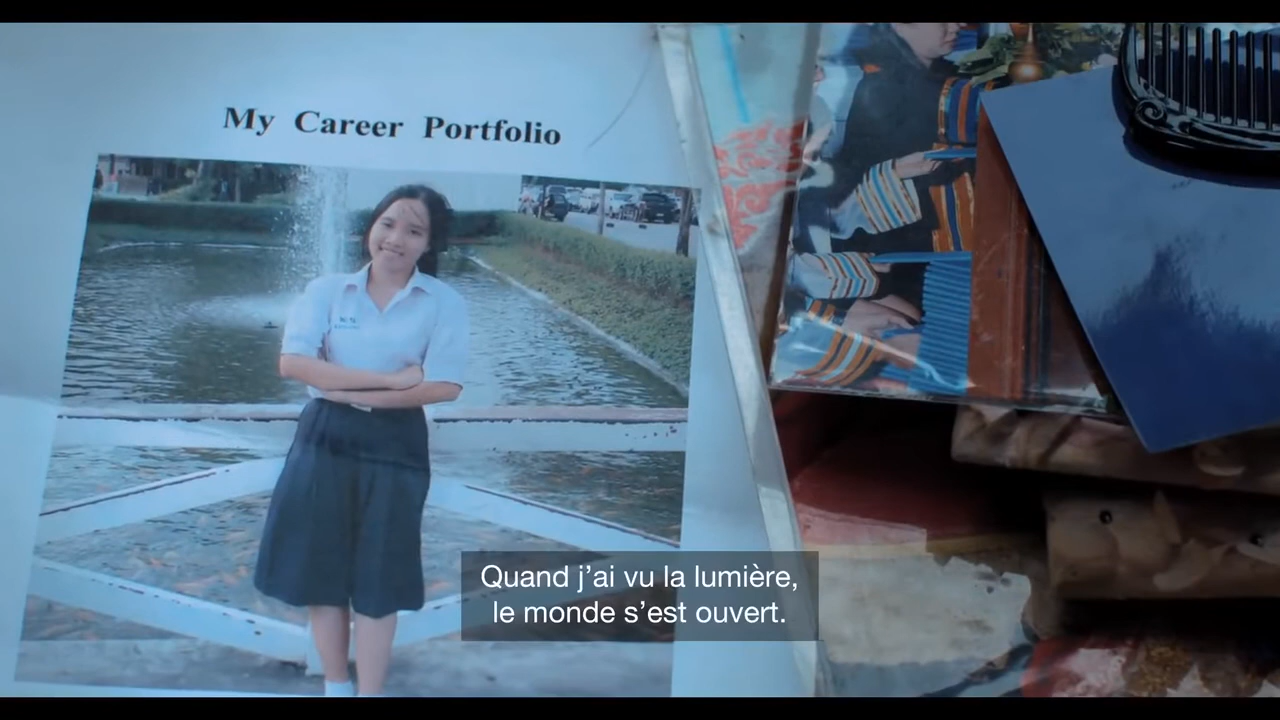 My Career Portfolio
Quand j'ai vu la lumière,
le monde s'est ouvert.